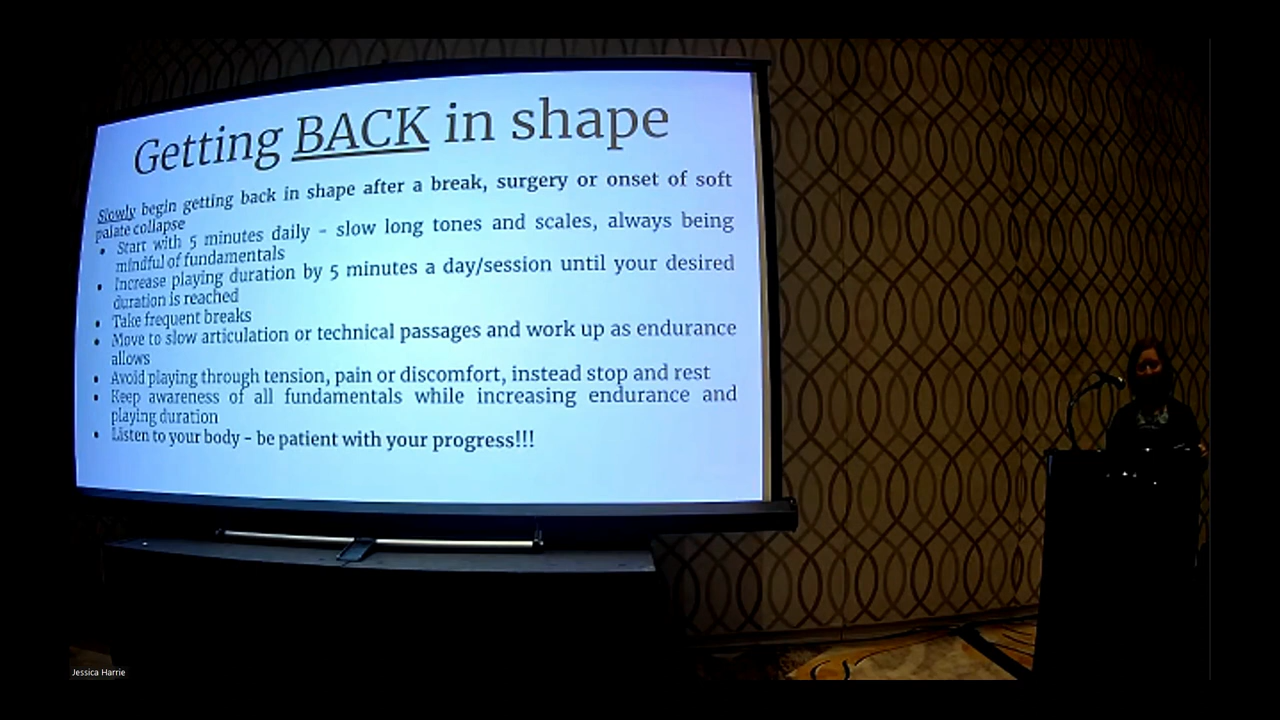 Getting BACK in shape
Slowly begin getting back in shape after a break, surgery or onset of soft
palate collapse
• Start with 5 minutes daily - slow long tones and scales, always being
mindful of fundamentals
• Increase playing duration by 5 minutes a day/session until your desired
duration is reached
• Take frequent breaks
• Move to slow articulation or technical passages and work up as endurance
allows
• Avoid playing through tension, pain or discomfort, instead stop and rest
• Keep awareness of all fundamentals while increasing endurance and
playing duration
• Listen to your body - be patient with your progress!!!
Jessica Harrie